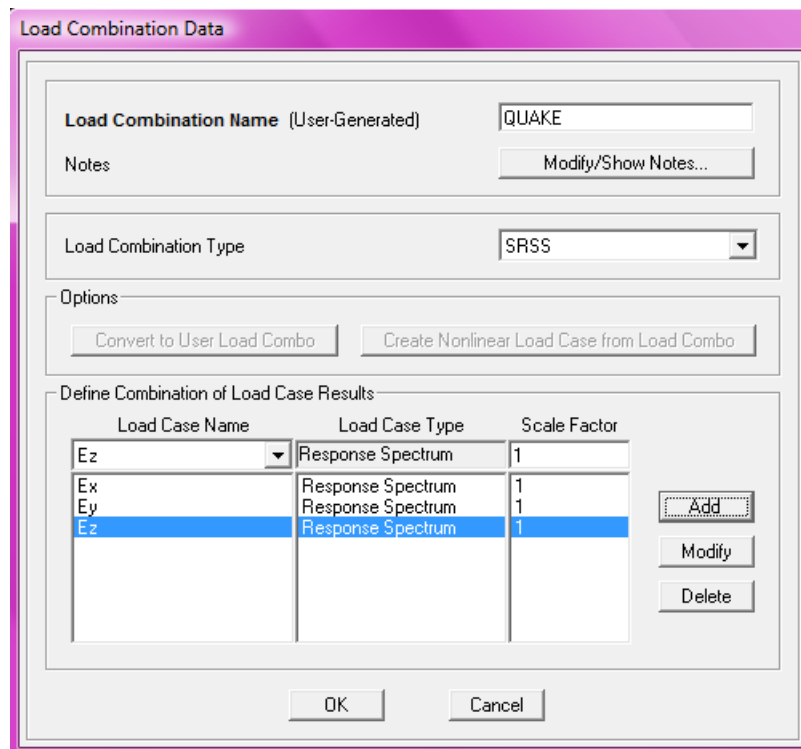 Load Combination Data
Load Combination Name (User-Generated) QUAKE
Notes Modify/Show Notes...
Load Combination Type SRSS
Options
Convert to User Load Combo Create Nonlinear Load Case from Load Combo
Define Combination of Load Case Results
Load Case Name Load Case Type Scale Factor
Ez Response Spectrum 1
Ex Response Spectrum 1
Ey Response Spectrum 1
Ez Response Spectrum 1
Add
Modify
Delete
OK Cancel